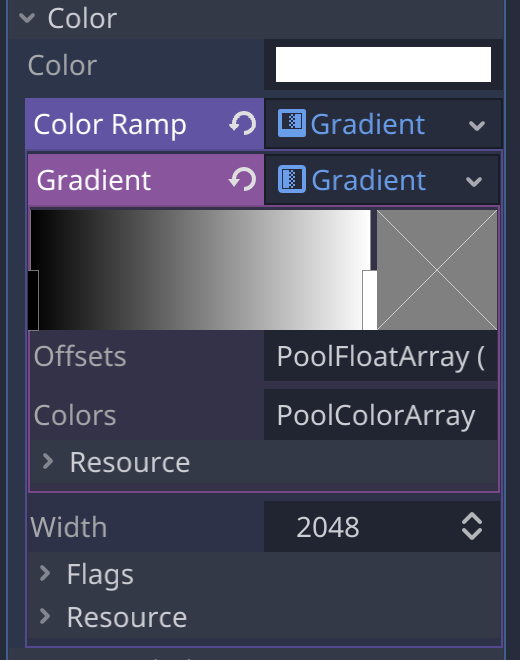 Color
Color
Color Ramp Gradient
Gradient Gradient
Offsets PoolFloatArray (
Colors PoolColorArray
Resource
Width 2048
Flags
Resource